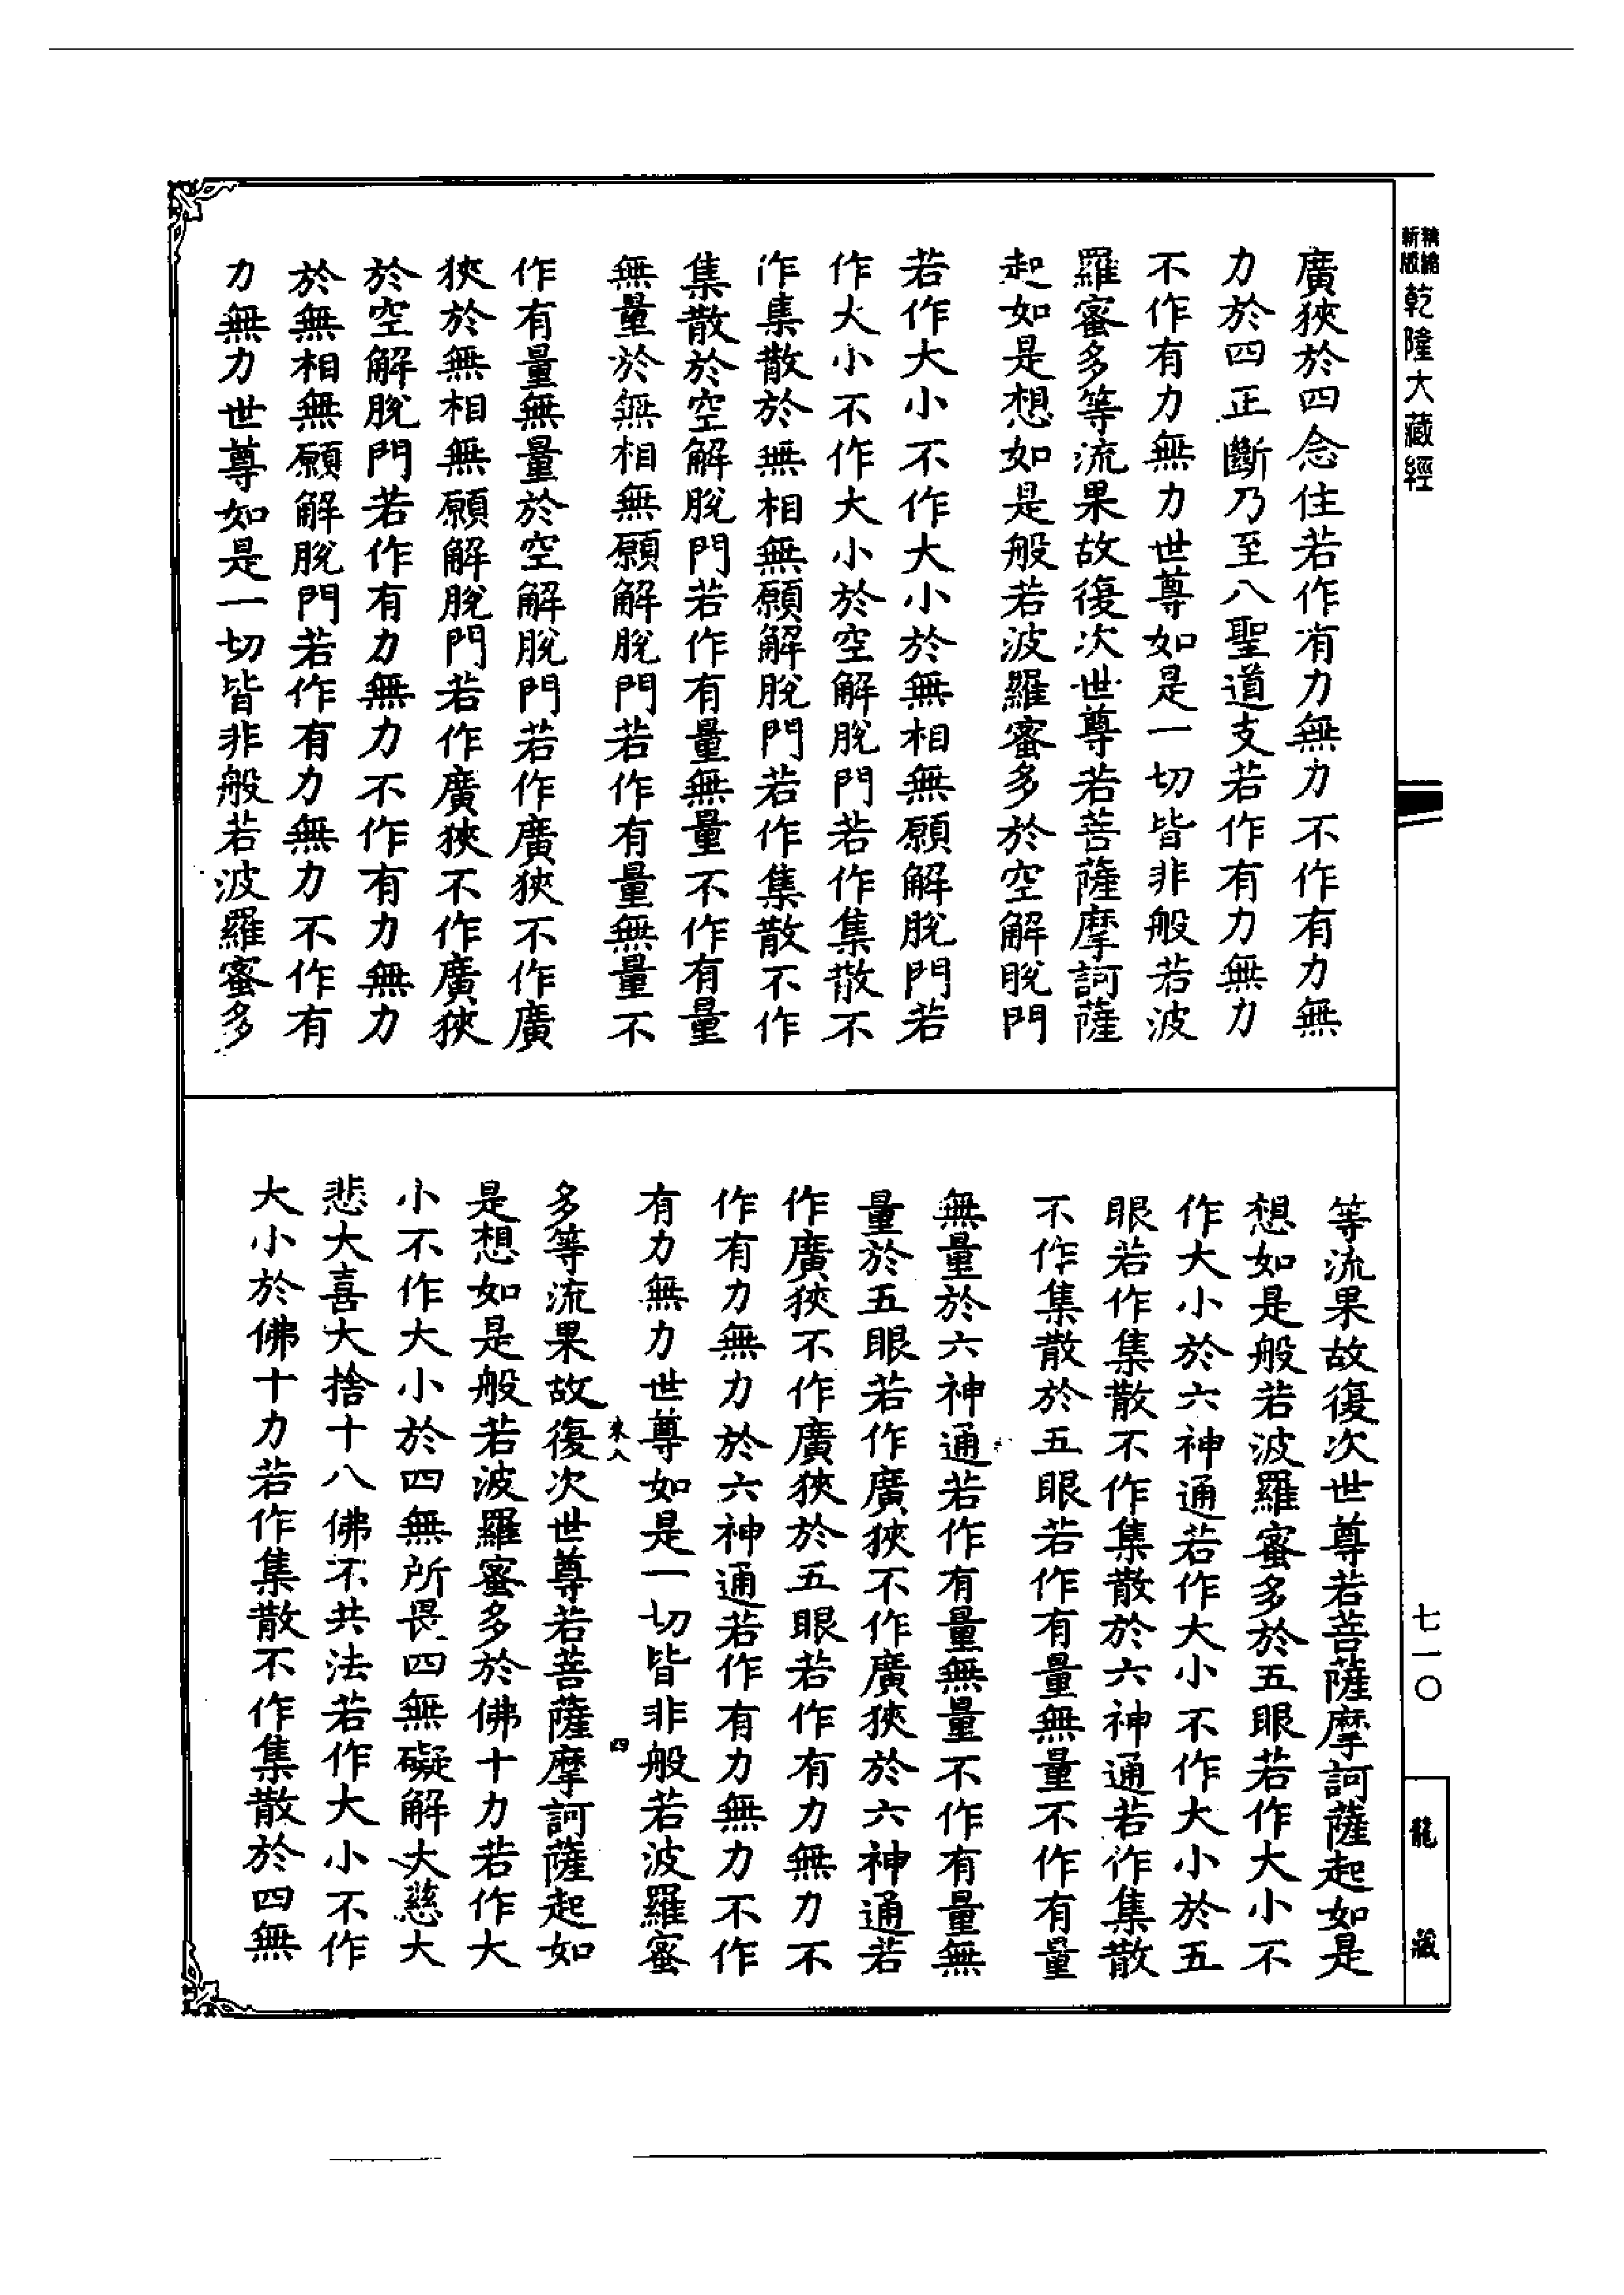 精縮
新版
乾隆大藏經
廣狹於四念住若作有力無力不作有力無
力於四正斷乃至八聖道支若作有力無力
不作有力無力世尊如是一切皆非般若波
羅蜜多等流果故復次世尊若菩薩摩訶薩
起如是想如是般若波羅蜜多於空解脫門
若作大小不作大小於無相無願解脫門若
作大小不作大小於空解脫門若作集散不
作集散於無相無願解脫門若作集散不作
集散於空解脫門若作有量無量不作有量
無量於無相無願解脫門若作有量無量不
作有量無量於空解脫門若作廣狹不作廣
狹於無相無願解脫門若作廣狹不作廣狹
於空解脫門若作有力無力不作有力無力
於無相無願解脫門若作有力無力不作有
力無力世尊如是一切皆非般若波羅蜜多
等流果故復次世尊若菩薩摩訶薩起如是
想如是般若波羅蜜多於五眼若作大小不
作大小於六神通若作大小不作大小於五
眼若作集散不作集散於六神通若作集散
不作集散於五眼若作有量無量不作有量
無量於六神通若作有量無量不作有量無
量於五眼若作廣狹不作廣狹於六神通若
作廣狹不作廣狹於五眼若作有力無力不
作有力無力於六神通若作有力無力不作
有力無力世尊如是一切皆非般若波羅蜜
多等流果故復次世尊若菩薩摩訶薩起如
是想如是般若波羅蜜多於佛十力若作大
小不作大小於四無所畏四無礙解大慈大
悲大喜大捨十八佛不共法若作大小不作
大小於佛十力若作集散不作集散於四無
四
七一〇
龍藏